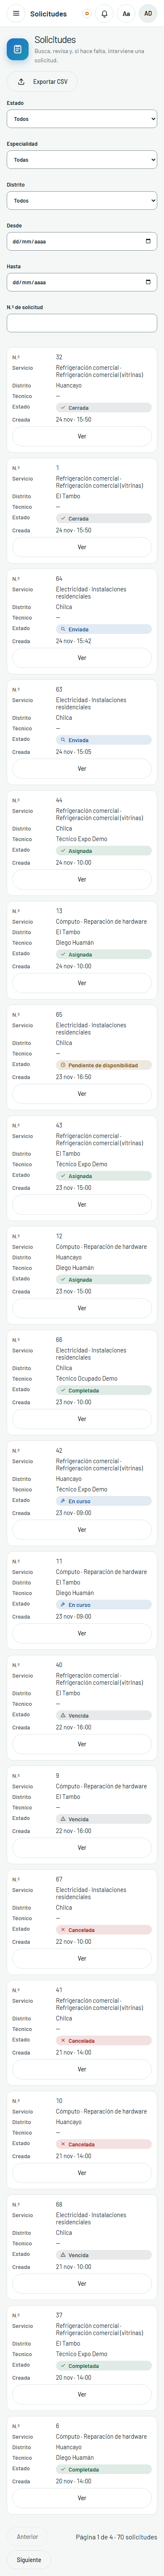 Solicitudes
Aa
AD
Solicitudes
Busca, revisa y, si hace falta, interviene una
solicitud.
Exportar CSV
Estado
Todos
Especialidad
Todas
Distrito
Todos
Desde
dd/mm/aaaa
Hasta
dd/mm/aaaa
N.º de solicitud
N.º 32
Servicio Refrigeración comercial ·
Refrigeración comercial (vitrinas)
Distrito Huancayo
Técnico —
Estado Cerrada
Creada 24 nov · 15:50
Ver
N.º 1
Servicio Refrigeración comercial ·
Refrigeración comercial (vitrinas)
Distrito El Tambo
Técnico —
Estado Cerrada
Creada 24 nov · 15:50
Ver
N.º 64
Servicio Electricidad · Instalaciones
residenciales
Distrito Chilca
Técnico —
Estado Enviada
Creada 24 nov · 15:42
Ver
N.º 63
Servicio Electricidad · Instalaciones
residenciales
Distrito Chilca
Técnico —
Estado Enviada
Creada 24 nov · 15:05
Ver
N.º 44
Servicio Refrigeración comercial ·
Refrigeración comercial (vitrinas)
Distrito Chilca
Técnico Técnico Expo Demo
Estado Asignada
Creada 24 nov · 10:00
Ver
N.º 13
Servicio Cómputo · Reparación de hardware
Distrito El Tambo
Técnico Diego Huamán
Estado Asignada
Creada 24 nov · 10:00
Ver
N.º 65
Servicio Electricidad · Instalaciones
residenciales
Distrito Chilca
Técnico —
Estado Pendiente de disponibilidad
Creada 23 nov · 16:50
Ver
N.º 43
Servicio Refrigeración comercial ·
Refrigeración comercial (vitrinas)
Distrito El Tambo
Técnico Técnico Expo Demo
Estado Asignada
Creada 23 nov · 15:00
Ver
N.º 12
Servicio Cómputo · Reparación de hardware
Distrito Huancayo
Técnico Diego Huamán
Estado Asignada
Creada 23 nov · 15:00
Ver
N.º 66
Servicio Electricidad · Instalaciones
residenciales
Distrito Chilca
Técnico Técnico Ocupado Demo
Estado Completada
Creada 23 nov · 10:00
Ver
N.º 42
Servicio Refrigeración comercial ·
Refrigeración comercial (vitrinas)
Distrito Huancayo
Técnico Técnico Expo Demo
Estado En curso
Creada 23 nov · 09:00
Ver
N.º 11
Servicio Cómputo · Reparación de hardware
Distrito El Tambo
Técnico Diego Huamán
Estado En curso
Creada 23 nov · 09:00
Ver
N.º 40
Servicio Refrigeración comercial ·
Refrigeración comercial (vitrinas)
Distrito El Tambo
Técnico —
Estado Vencida
Creada 22 nov · 16:00
Ver
N.º 9
Servicio Cómputo · Reparación de hardware
Distrito El Tambo
Técnico —
Estado Vencida
Creada 22 nov · 16:00
Ver
N.º 67
Servicio Electricidad · Instalaciones
residenciales
Distrito Chilca
Técnico —
Estado Cancelada
Creada 22 nov · 10:00
Ver
N.º 41
Servicio Refrigeración comercial ·
Refrigeración comercial (vitrinas)
Distrito Chilca
Técnico —
Estado Cancelada
Creada 21 nov · 14:00
Ver
N.º 10
Servicio Cómputo · Reparación de hardware
Distrito Huancayo
Técnico —
Estado Cancelada
Creada 21 nov · 14:00
Ver
N.º 68
Servicio Electricidad · Instalaciones
residenciales
Distrito Chilca
Técnico —
Estado Vencida
Creada 21 nov · 10:00
Ver
N.º 37
Servicio Refrigeración comercial ·
Refrigeración comercial (vitrinas)
Distrito El Tambo
Técnico Técnico Expo Demo
Estado Completada
Creada 20 nov · 14:00
Ver
N.º 6
Servicio Cómputo · Reparación de hardware
Distrito Huancayo
Técnico Diego Huamán
Estado Completada
Creada 20 nov · 14:00
Ver
Anterior Página 1 de 4 · 70 solicitudes
Siguiente